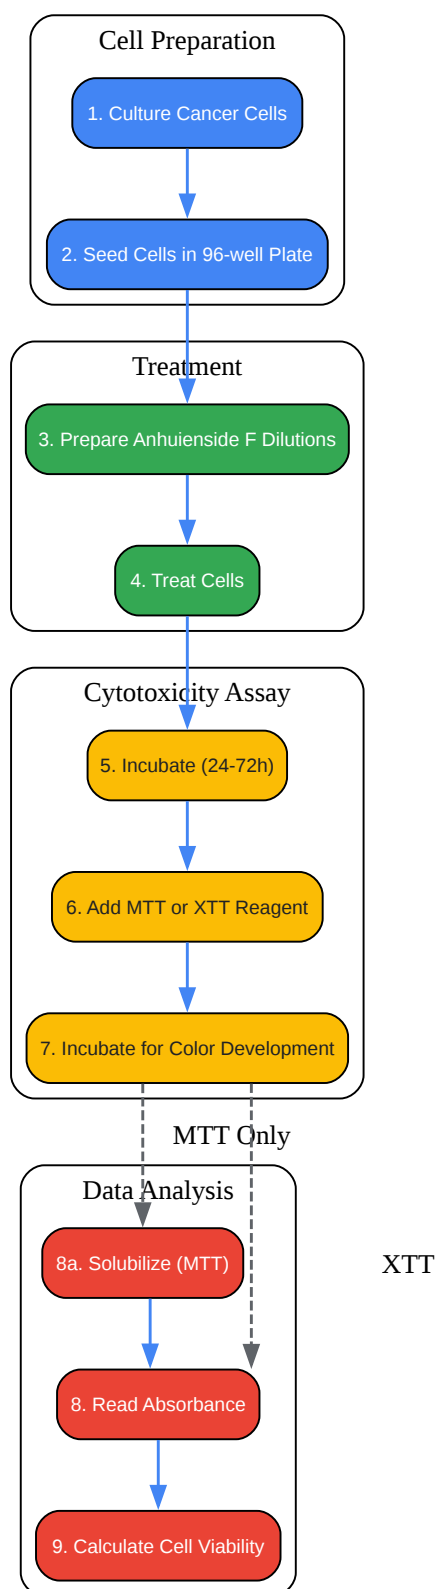 Cell Preparation
1. Culture Cancer Cells
2. Seed Cells in 96-well Plate
Treatment
3. Prepare Anhuienside F Dilutions
4. Treat Cells
Cytotoxicity Assay
5. Incubate (24-72h)
6. Add MTT or XTT Reagent
7. Incubate for Color Development
MTT Only
Data Analysis
8a. Solubilize (MTT)
XTT
8. Read Absorbance
9. Calculate Cell Viability